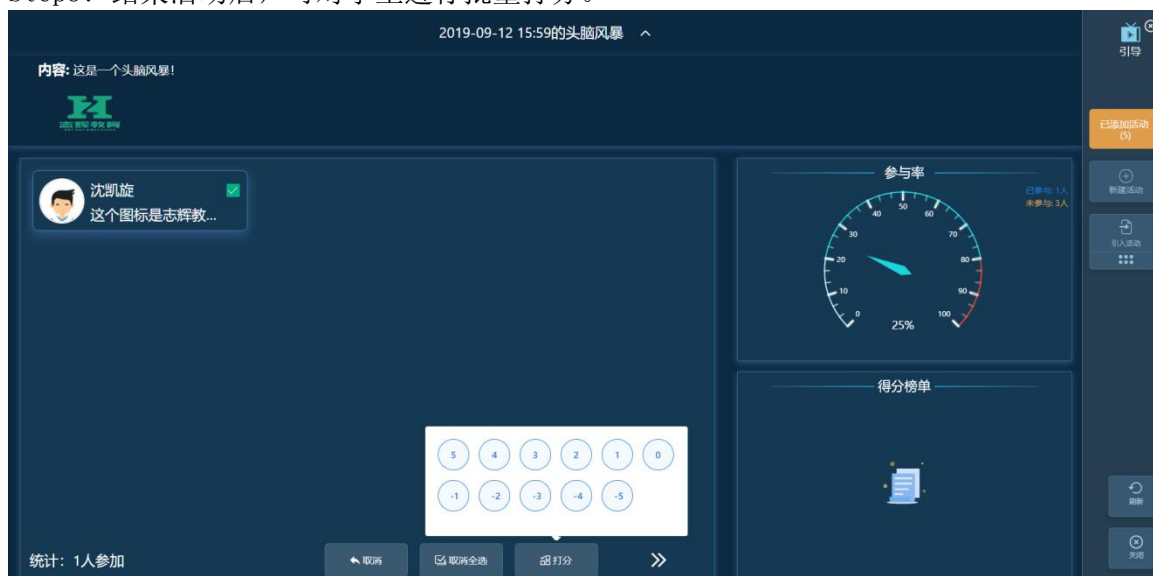 2019-09-12 15:59的头脑风暴
引导
内容: 这是一个头脑风暴!
志辉教育
已添加活动
(5)
新建活动
引入活动
沈凯旋
这个图标是志辉教...
参与率
已参与: 1人
未参与: 3人
0
10
20
30
40
50
60
70
80
90
100
25%
得分榜单
5 4 3 2 1 0
-1 -2 -3 -4 -5
统计: 1人参加
取消
取消全选
打分
刷新
关闭